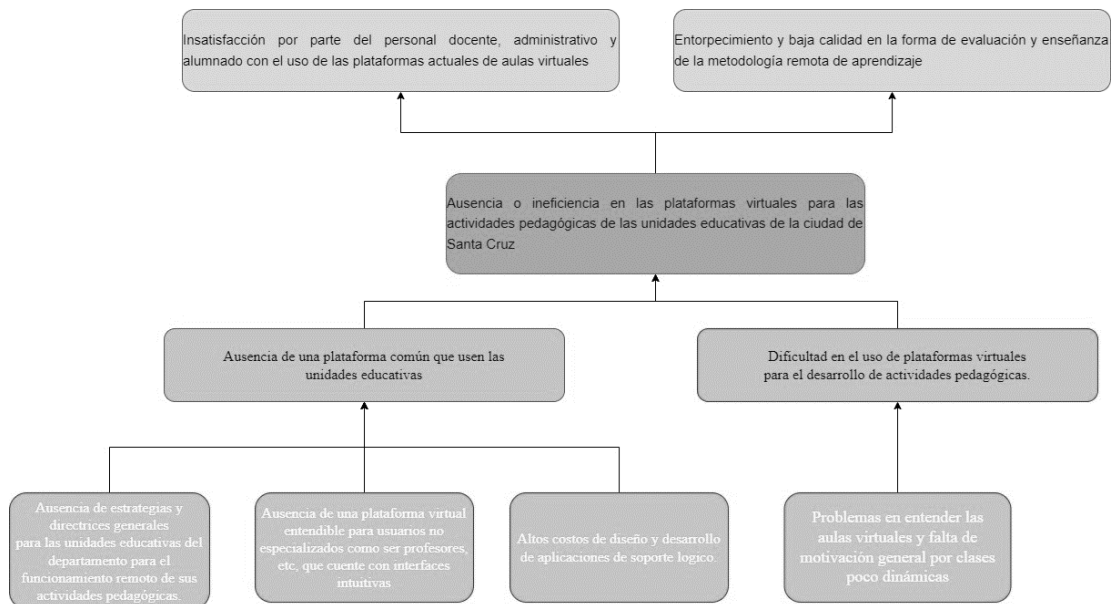 Insatisfacción por parte del personal docente, administrativo y
alumnado con el uso de las plataformas actuales de aulas virtuales
Entorpecimiento y baja calidad en la forma de evaluación y enseñanza
de la metodología remota de aprendizaje
Ausencia o ineficiencia en las plataformas virtuales para las
actividades pedagógicas de las unidades educativas de la ciudad de
Santa Cruz
Ausencia de una plataforma común que usen las
unidades educativas
Dificultad en el uso de plataformas virtuales
para el desarrollo de actividades pedagógicas.
Ausencia de estrategias y
directrices generales
para las unidades educativas del
departamento para el
funcionamiento remoto de sus
actividades pedagógicas.
Ausencia de una plataforma virtual
entendible para usuarios no
especializados como ser profesores,
etc, que cuente con interfaces
intuitivas
Altos costos de diseño y desarrollo
de aplicaciones de soporte logico.
Problemas en entender las
aulas virtuales y falta de
motivación general por clases
poco dinámicas